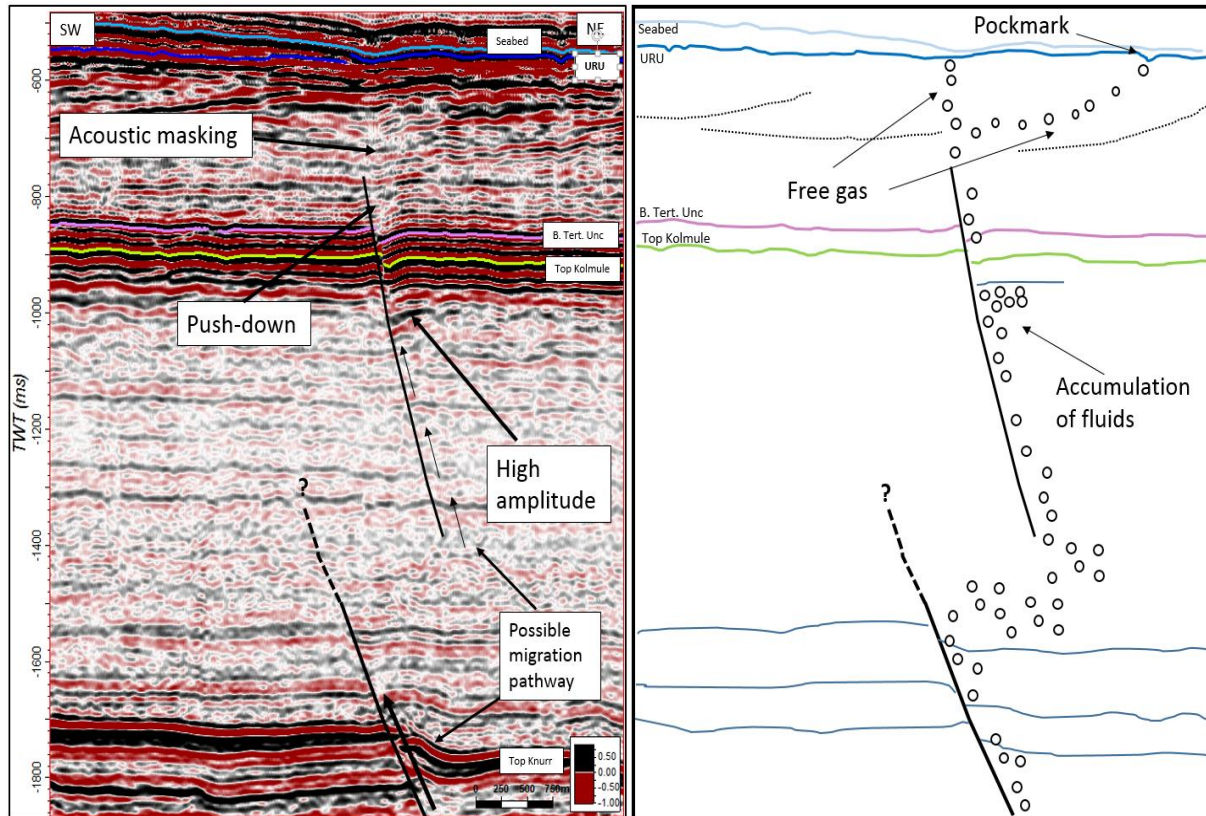 SW
NE
Seabed
URU
Acoustic masking
B. Tert. Unc
Top Kolmule
Push-down
High
amplitude
?
Possible
migration
pathway
Top Knurr
TWT (ms)
-600
-800
-1000
-1200
-1400
-1600
-1800
0.50
0.00
-0.50
-1.00
0
250
500
750m
Seabed
URU
Pockmark
Free gas
B. Tert. Unc
Top Kolmule
Accumulation
of fluids
?